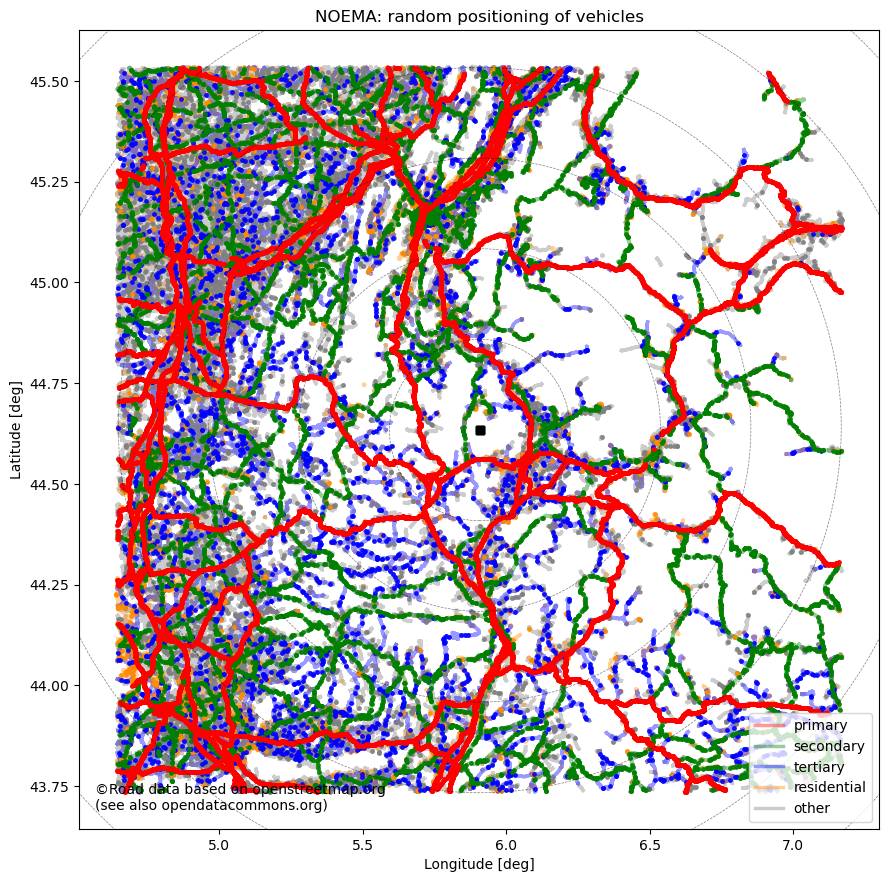 NOEMA: random positioning of vehicles
45.50
45.25
45.00
44.75
44.50
44.25
44.00
43.75
Latitude [deg]
5.0
5.5
6.0
6.5
7.0
Longitude [deg]
primary
secondary
tertiary
residential
other
©Road data based on openstreetmap.org
(see also opendatacommons.org)